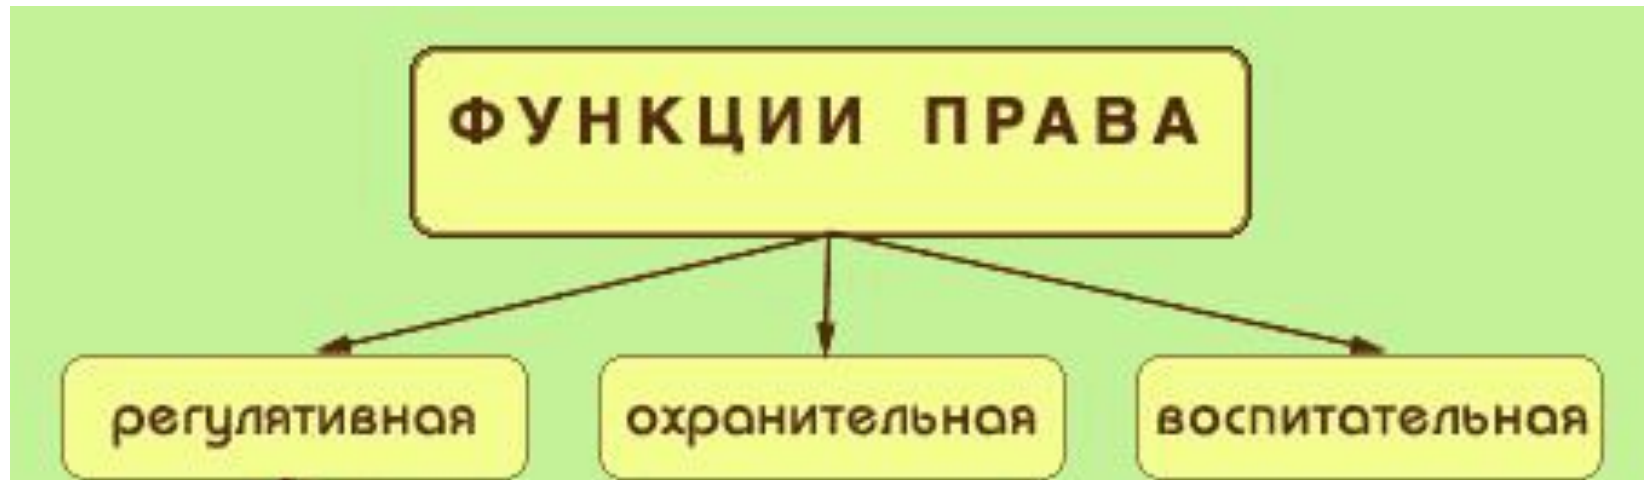 ФУНКЦИИ ПРАВА
регулятивная
охранительная
воспитательная